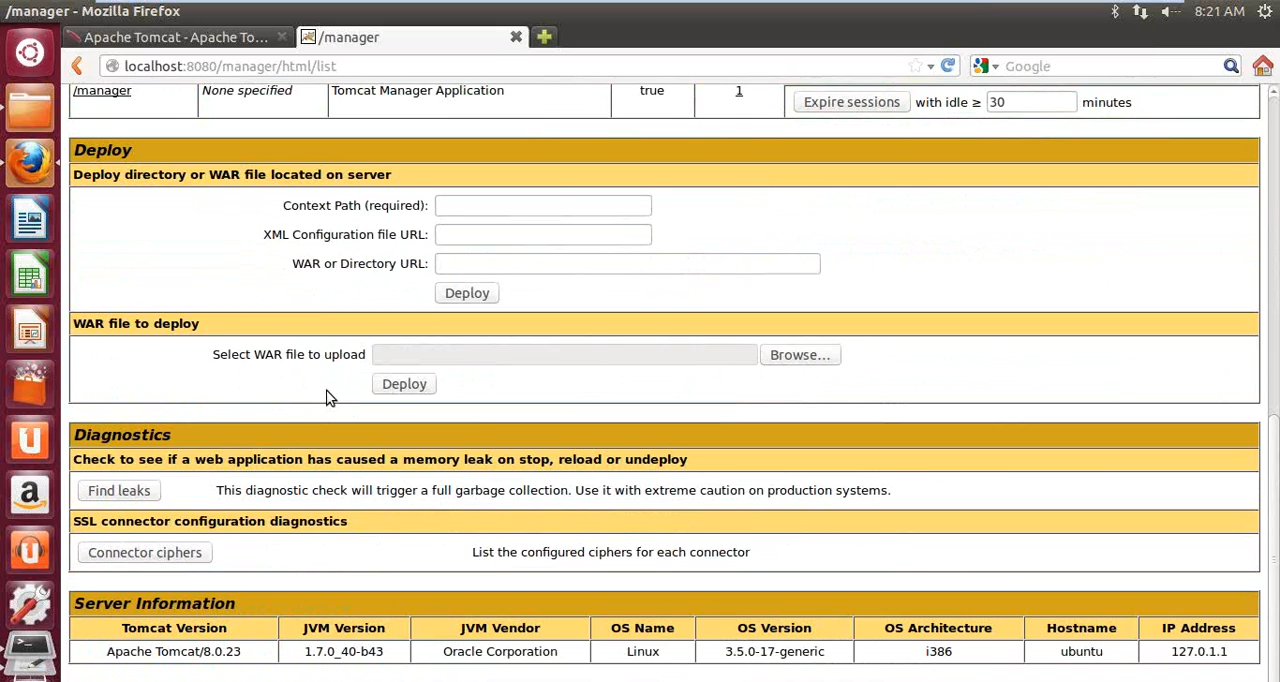 /manager - Mozilla Firefox 8:21 AM
Apache Tomcat - Apache To... /manager
localhost:8080/manager/html/list Google
/manager None specified Tomcat Manager Application true 1 Expire sessions with idle ≥ 30 minutes
Deploy
Deploy directory or WAR file located on server
Context Path (required):
XML Configuration file URL:
WAR or Directory URL:
Deploy
WAR file to deploy
Select WAR file to upload Browse...
Deploy
Diagnostics
Check to see if a web application has caused a memory leak on stop, reload or undeploy
Find leaks This diagnostic check will trigger a full garbage collection. Use it with extreme caution on production systems.
SSL connector configuration diagnostics
Connector ciphers List the configured ciphers for each connector
Server Information
Tomcat Version JVM Version JVM Vendor OS Name OS Version OS Architecture Hostname IP Address
Apache Tomcat/8.0.23 1.7.0_40-b43 Oracle Corporation Linux 3.5.0-17-generic i386 ubuntu 127.0.1.1